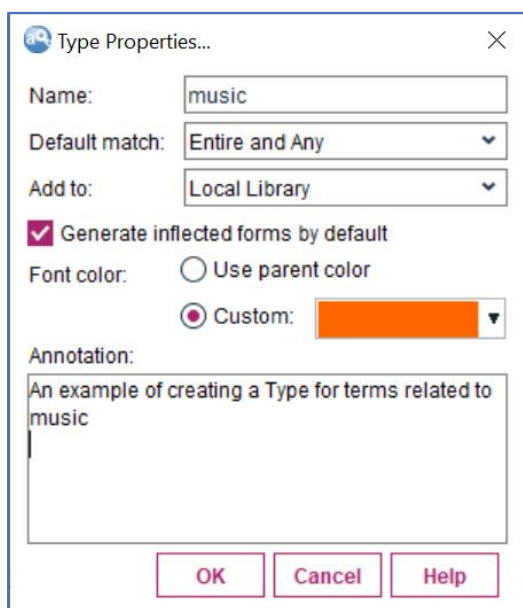 Type Properties...
Name: music
Default match: Entire and Any
Add to: Local Library
Generate inflected forms by default
Font color: Use parent color
Custom:
Annotation:
An example of creating a Type for terms related to
music
OK Cancel Help